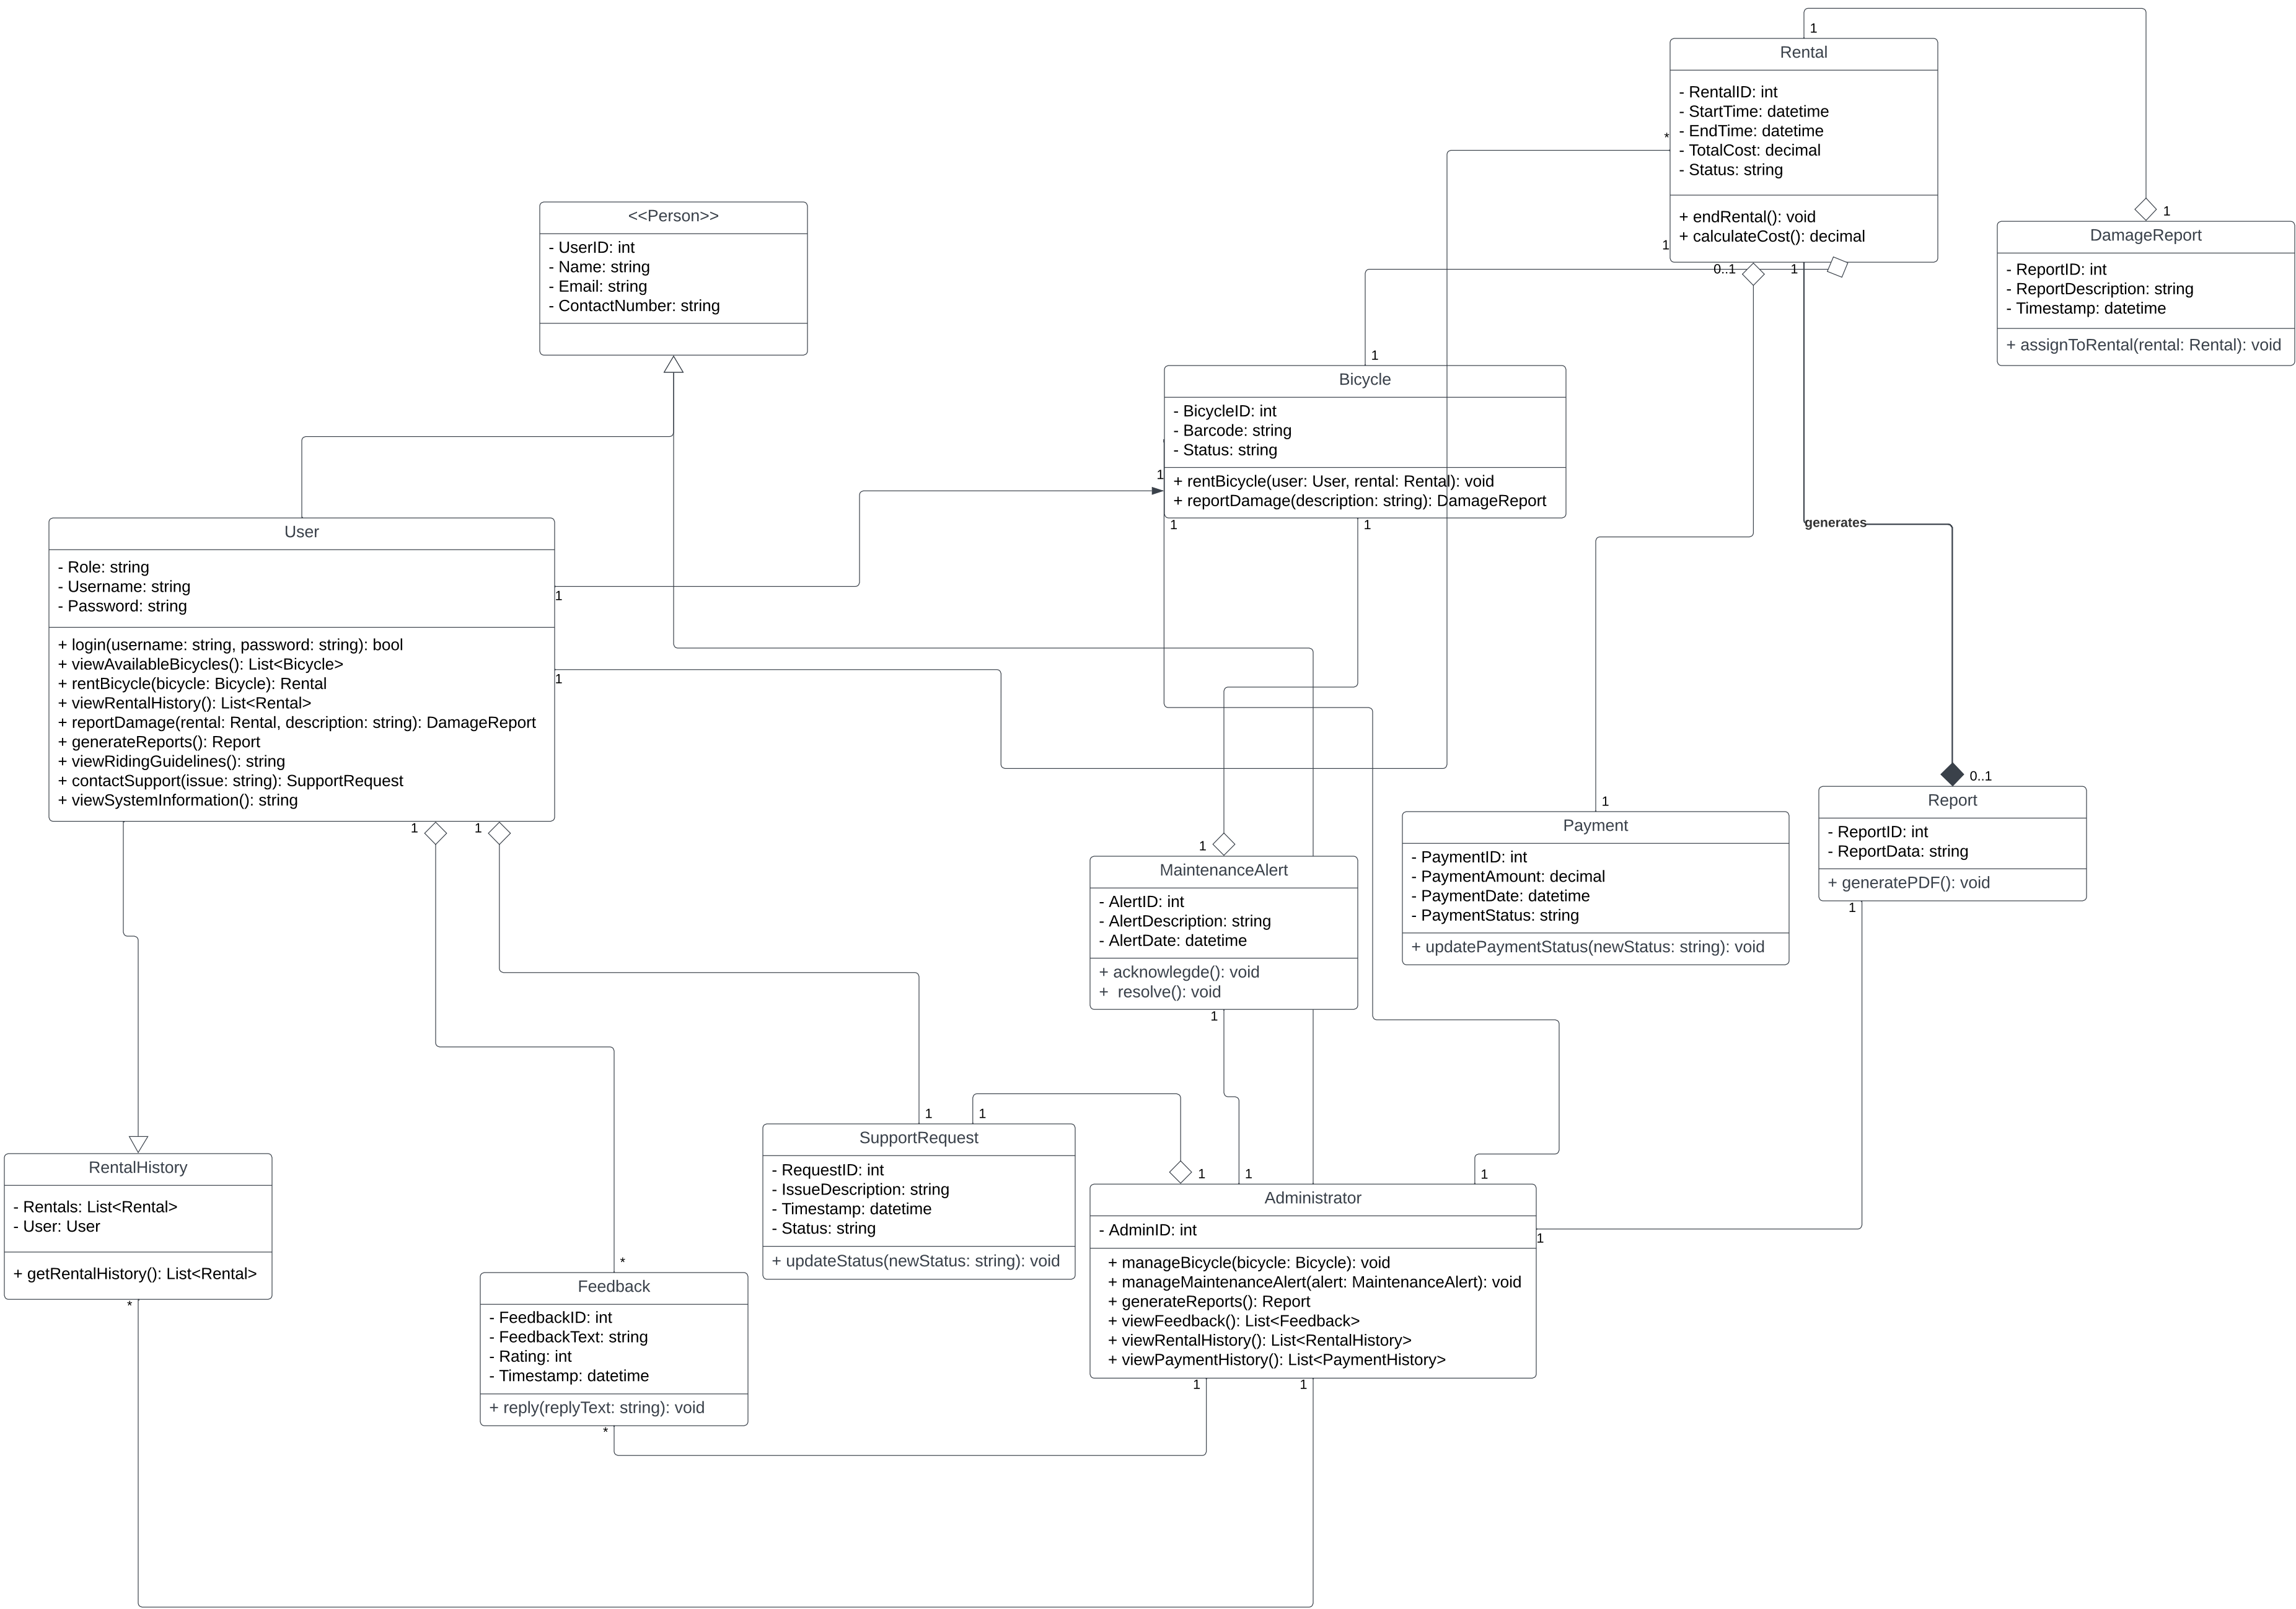 1
Rental
- RentalID: int
- StartTime: datetime
- EndTime: datetime
- TotalCost: decimal
- Status: string
+ endRental(): void
+ calculateCost(): decimal
*
1
0..1
1
1
DamageReport
- ReportID: int
- ReportDescription: string
- Timestamp: datetime
+ assignToRental(rental: Rental): void
<<Person>>
- UserID: int
- Name: string
- Email: string
- ContactNumber: string
1
Bicycle
- BicycleID: int
- Barcode: string
- Status: string
+ rentBicycle(user: User, rental: Rental): void
+ reportDamage(description: string): DamageReport
1
1
1
generates
User
- Role: string
- Username: string
- Password: string
+ login(username: string, password: string): bool
+ viewAvailableBicycles(): List<Bicycle>
+ rentBicycle(bicycle: Bicycle): Rental
+ viewRentalHistory(): List<Rental>
+ reportDamage(rental: Rental, description: string): DamageReport
+ generateReports(): Report
+ viewRidingGuidelines(): string
+ contactSupport(issue: string): SupportRequest
+ viewSystemInformation(): string
1
1
1
1
1
MaintenanceAlert
- AlertID: int
- AlertDescription: string
- AlertDate: datetime
+ acknowlegde(): void
+  resolve(): void
1
1
Payment
- PaymentID: int
- PaymentAmount: decimal
- PaymentDate: datetime
- PaymentStatus: string
+ updatePaymentStatus(newStatus: string): void
0..1
Report
- ReportID: int
- ReportData: string
+ generatePDF(): void
1
RentalHistory
- Rentals: List<Rental>
- User: User
+ getRentalHistory(): List<Rental>
*
*
Feedback
- FeedbackID: int
- FeedbackText: string
- Rating: int
- Timestamp: datetime
+ reply(replyText: string): void
*
1
1
SupportRequest
- RequestID: int
- IssueDescription: string
- Timestamp: datetime
- Status: string
+ updateStatus(newStatus: string): void
1
1
1
Administrator
- AdminID: int
+ manageBicycle(bicycle: Bicycle): void
+ manageMaintenanceAlert(alert: MaintenanceAlert): void
+ generateReports(): Report
+ viewFeedback(): List<Feedback>
+ viewRentalHistory(): List<RentalHistory>
+ viewPaymentHistory(): List<PaymentHistory>
1
1
1